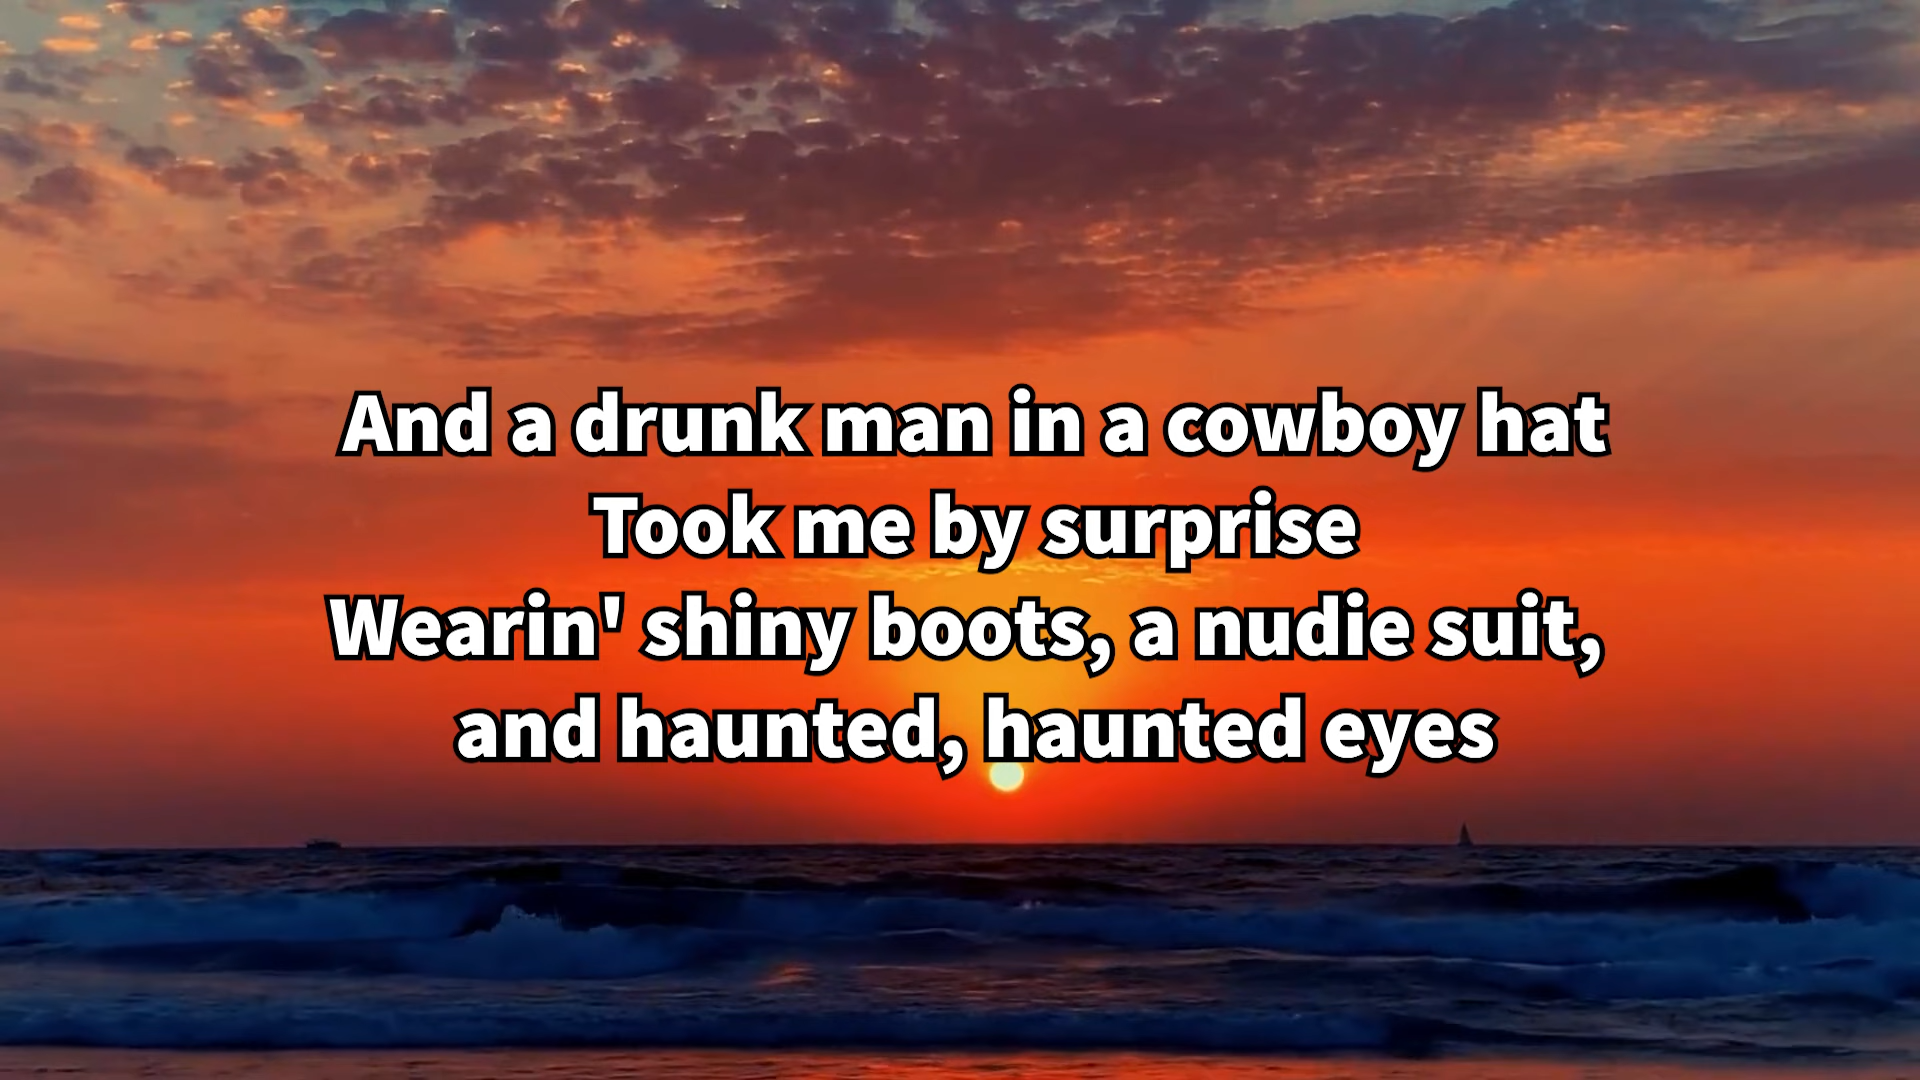 And a drunk man in a cowboy hat
Took me by surprise
Wearin' shiny boots, a nudie suit,
and haunted, haunted eyes